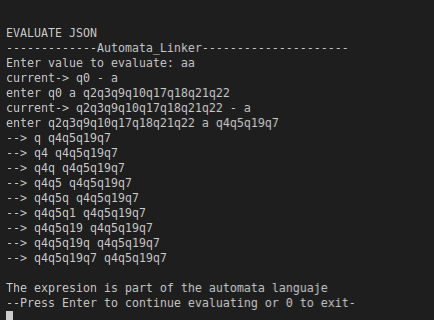 EVALUATE JSON
-------------Automata_Linker---------------------
Enter value to evaluate: aa
current-> q0 - a
enter q0 a q2q3q9q10q17q18q21q22
current-> q2q3q9q10q17q18q21q22 - a
enter q2q3q9q10q17q18q21q22 a q4q5q19q7
--> q q4q5q19q7
--> q4 q4q5q19q7
--> q4q q4q5q19q7
--> q4q5 q4q5q19q7
--> q4q5q q4q5q19q7
--> q4q5q1 q4q5q19q7
--> q4q5q19 q4q5q19q7
--> q4q5q19q q4q5q19q7
--> q4q5q19q7 q4q5q19q7
The expresion is part of the automata languaje
--Press Enter to continue evaluating or 0 to exit-